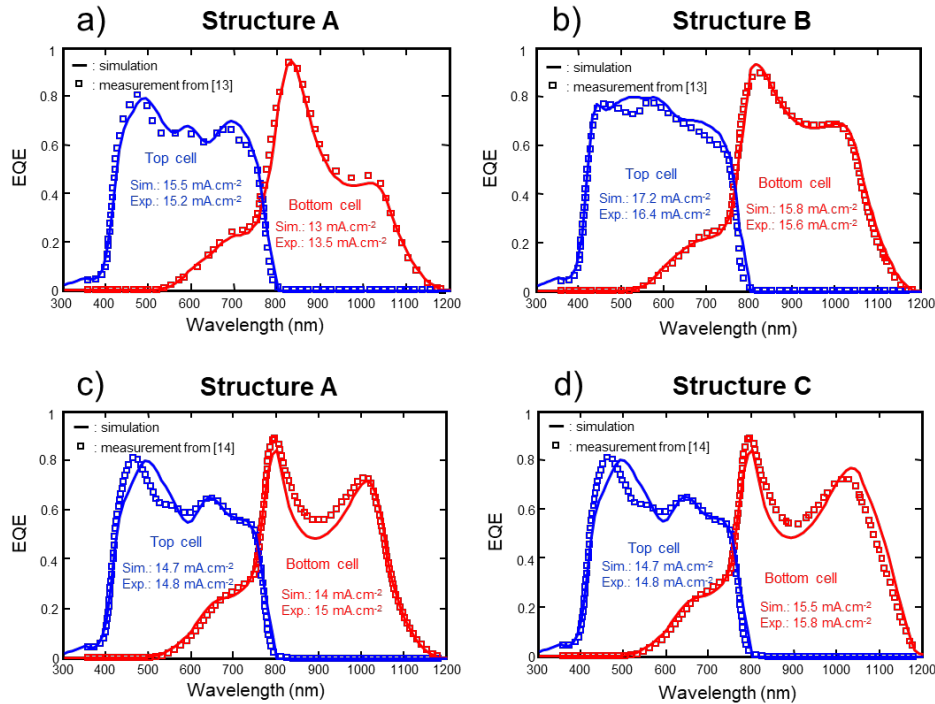 a) Structure A
1
— : simulation
□ : measurement from [13]
0.8
0.6
EQE
Top cell
Sim.: 15.5 mA.cm-2
Exp.: 15.2 mA.cm-2
0.4
Bottom cell
Sim.: 13 mA.cm-2
Exp.: 13.5 mA.cm-2
0.2
0
300 400 500 600 700 800 900 1000 1100 1200
Wavelength (nm)
b) Structure B
1
— : simulation
□ : measurement from [13]
0.8
0.6
EQE
Top cell
Sim.: 17.2 mA.cm-2
Exp.: 16.4 mA.cm-2
0.4
Bottom cell
Sim.: 15.8 mA.cm-2
Exp.: 15.6 mA.cm-2
0.2
0
300 400 500 600 700 800 900 1000 1100 1200
Wavelength (nm)
c) Structure A
1
— : simulation
□ : measurement from [14]
0.8
0.6
EQE
Top cell
Sim.: 14.7 mA.cm-2
Exp.: 14.8 mA.cm-2
0.4
Bottom cell
Sim.: 14 mA.cm-2
Exp.: 15 mA.cm-2
0.2
0
300 400 500 600 700 800 900 1000 1100 1200
Wavelength (nm)
d) Structure C
1
— : simulation
□ : measurement from [14]
0.8
0.6
EQE
Top cell
Sim.: 14.7 mA.cm-2
Exp.: 14.8 mA.cm-2
0.4
Bottom cell
Sim.: 15.5 mA.cm-2
Exp.: 15.8 mA.cm-2
0.2
0
300 400 500 600 700 800 900 1000 1100 1200
Wavelength (nm)